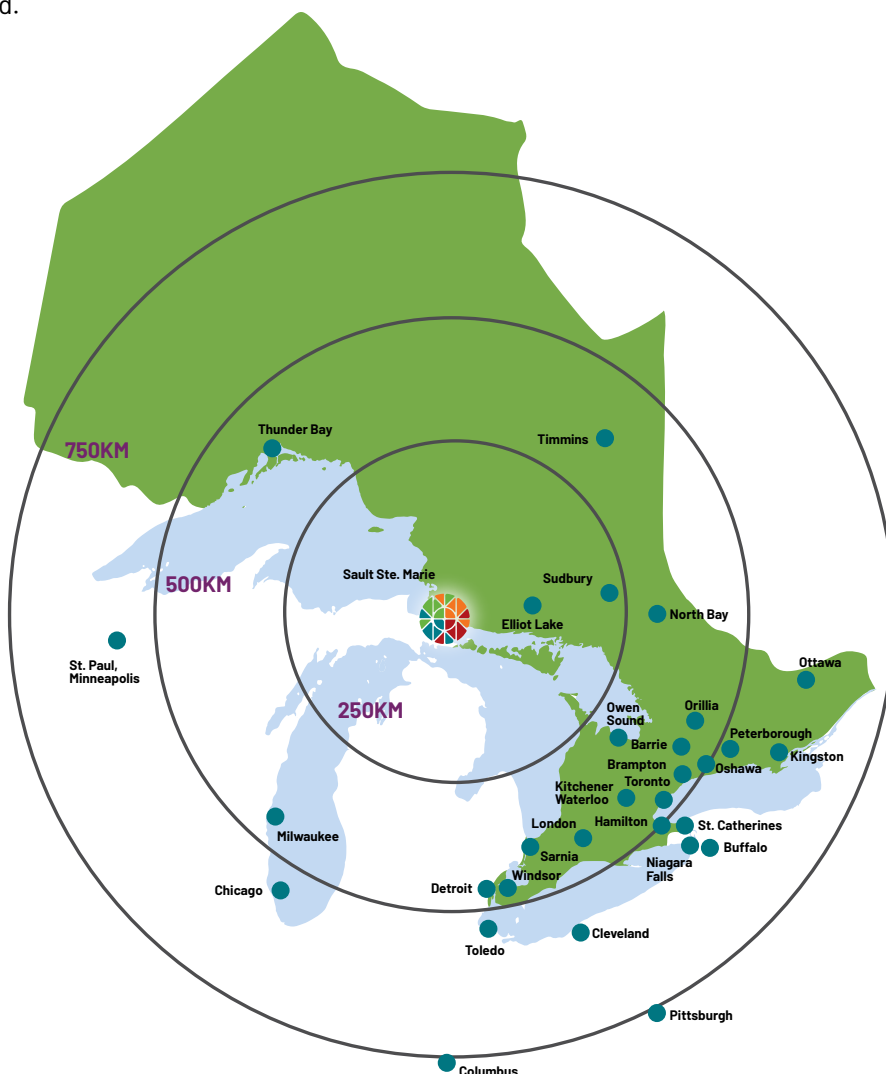 d.
Thunder Bay
Timmins
750KM
Sault Ste. Marie
Sudbury
500KM
Elliot Lake
North Bay
St. Paul,
Minneapolis
Ottawa
250KM
Owen
Sound
Orillia
Barrie
Peterborough
Kingston
Brampton
Oshawa
Toronto
Kitchener
Waterloo
London
Hamilton
St. Catherines
Milwaukee
Sarnia
Buffalo
Niagara
Falls
Windsor
Detroit
Chicago
Toledo
Cleveland
Pittsburgh
Columbus